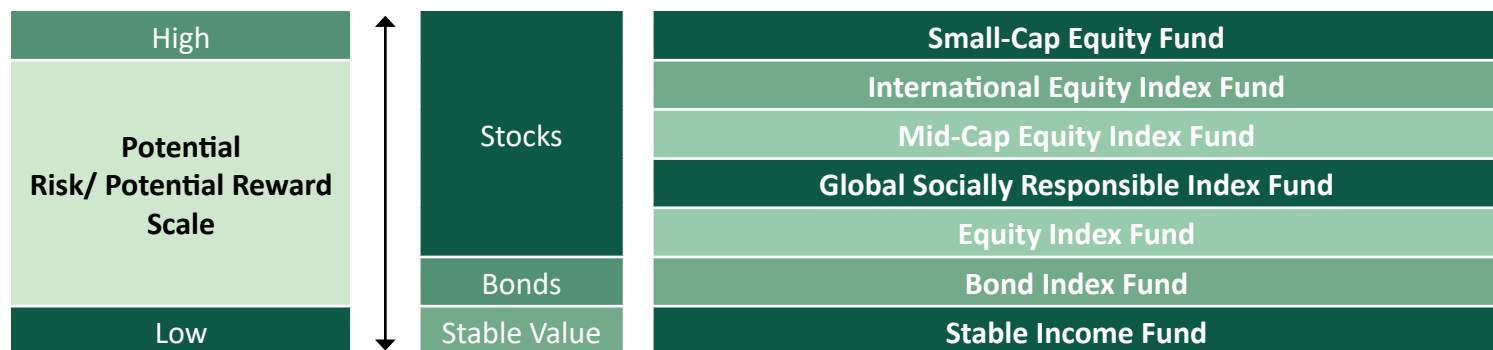 High
Potential
Risk/ Potential Reward
Scale
Low
Stocks
Bonds
Stable Value
Small-Cap Equity Fund
International Equity Index Fund
Mid-Cap Equity Index Fund
Global Socially Responsible Index Fund
Equity Index Fund
Bond Index Fund
Stable Income Fund